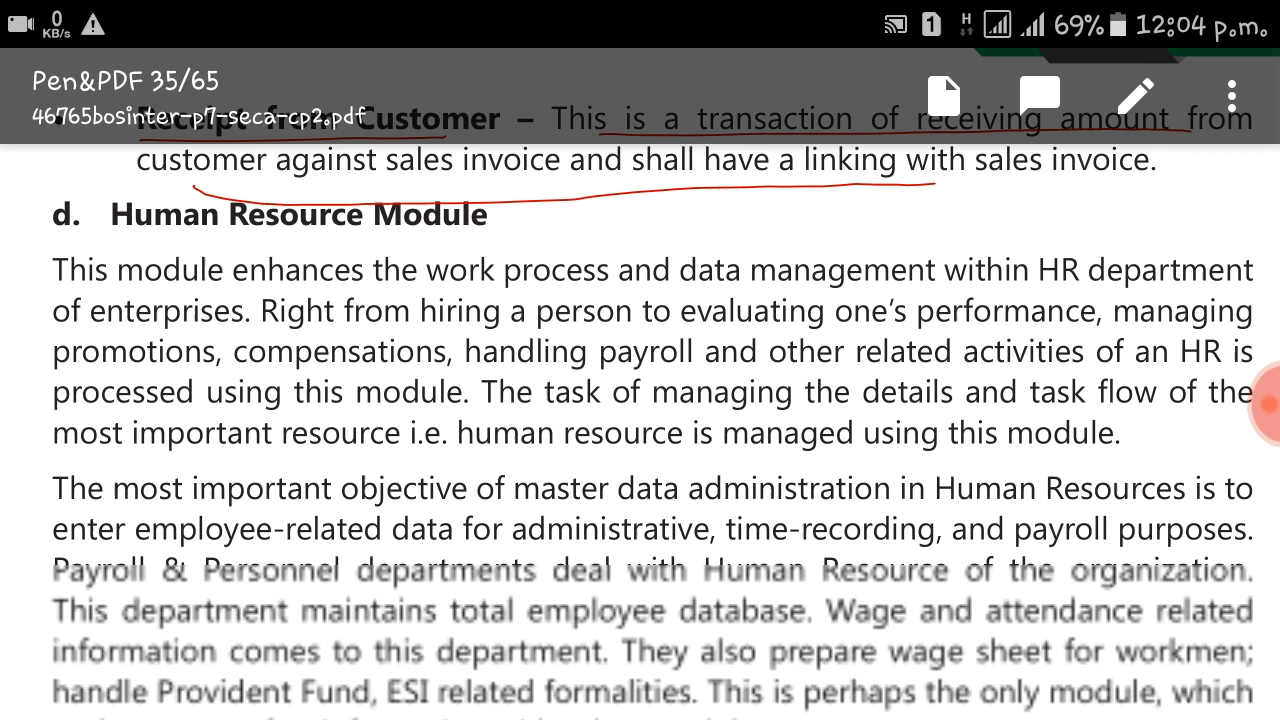 0
KB/s
1
H
69%
12:04 p.m.
Pen&PDF 35/65
46765bosinter-p7-seca-cp2.pdf
Receipt from Customer – This is a transaction of receiving amount from
customer against sales invoice and shall have a linking with sales invoice.
d. Human Resource Module
This module enhances the work process and data management within HR department
of enterprises. Right from hiring a person to evaluating one’s performance, managing
promotions, compensations, handling payroll and other related activities of an HR is
processed using this module. The task of managing the details and task flow of the
most important resource i.e. human resource is managed using this module.
The most important objective of master data administration in Human Resources is to
enter employee-related data for administrative, time-recording, and payroll purposes.
Payroll & Personnel departments deal with Human Resource of the organization.
This department maintains total employee database. Wage and attendance related
information comes to this department. They also prepare wage sheet for workmen;
handle Provident Fund, ESI related formalities. This is perhaps the only module, which